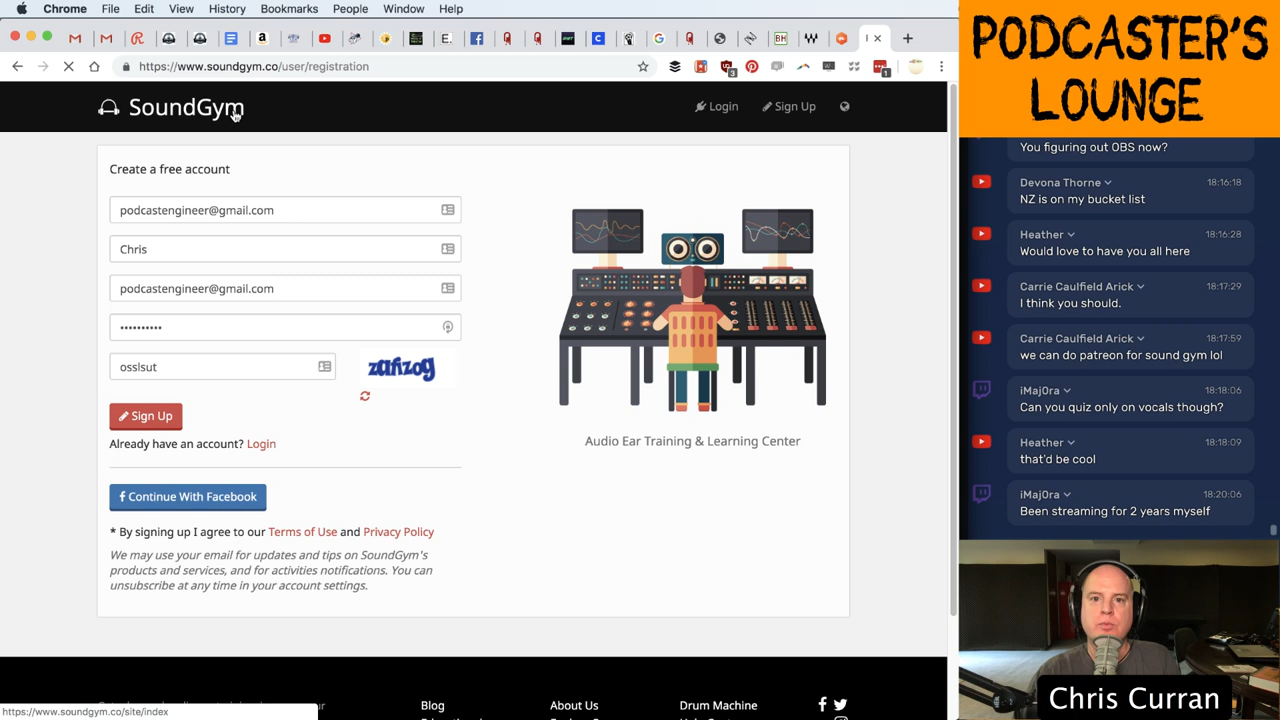 Chrome File Edit View History Bookmarks People Window Help
https://www.soundgym.co/user/registration
SoundGym
Login
Sign Up
Create a free account
podcastengineer@gmail.com
Chris
podcastengineer@gmail.com
••••••••••
osslsut
zafizog
Sign Up
Already have an account? Login
Continue With Facebook
* By signing up I agree to our Terms of Use and Privacy Policy
We may use your email for updates and tips on SoundGym's
products and services, and for activities notifications. You can
unsubscribe at any time in your account settings.
Audio Ear Training & Learning Center
Blog
About Us
Drum Machine
https://www.soundgym.co/site/index
PODCASTER'S
LOUNGE
You figuring out OBS now?
Devona Thorne 18:16:18
NZ is on my bucket list
Heather 18:16:28
Would love to have you all here
Carrie Caulfield Arick 18:17:29
I think you should.
Carrie Caulfield Arick 18:17:59
we can do patreon for sound gym lol
iMaj0ra 18:18:06
Can you quiz only on vocals though?
Heather 18:18:09
that'd be cool
iMaj0ra 18:20:06
Been streaming for 2 years myself
Chris Curran